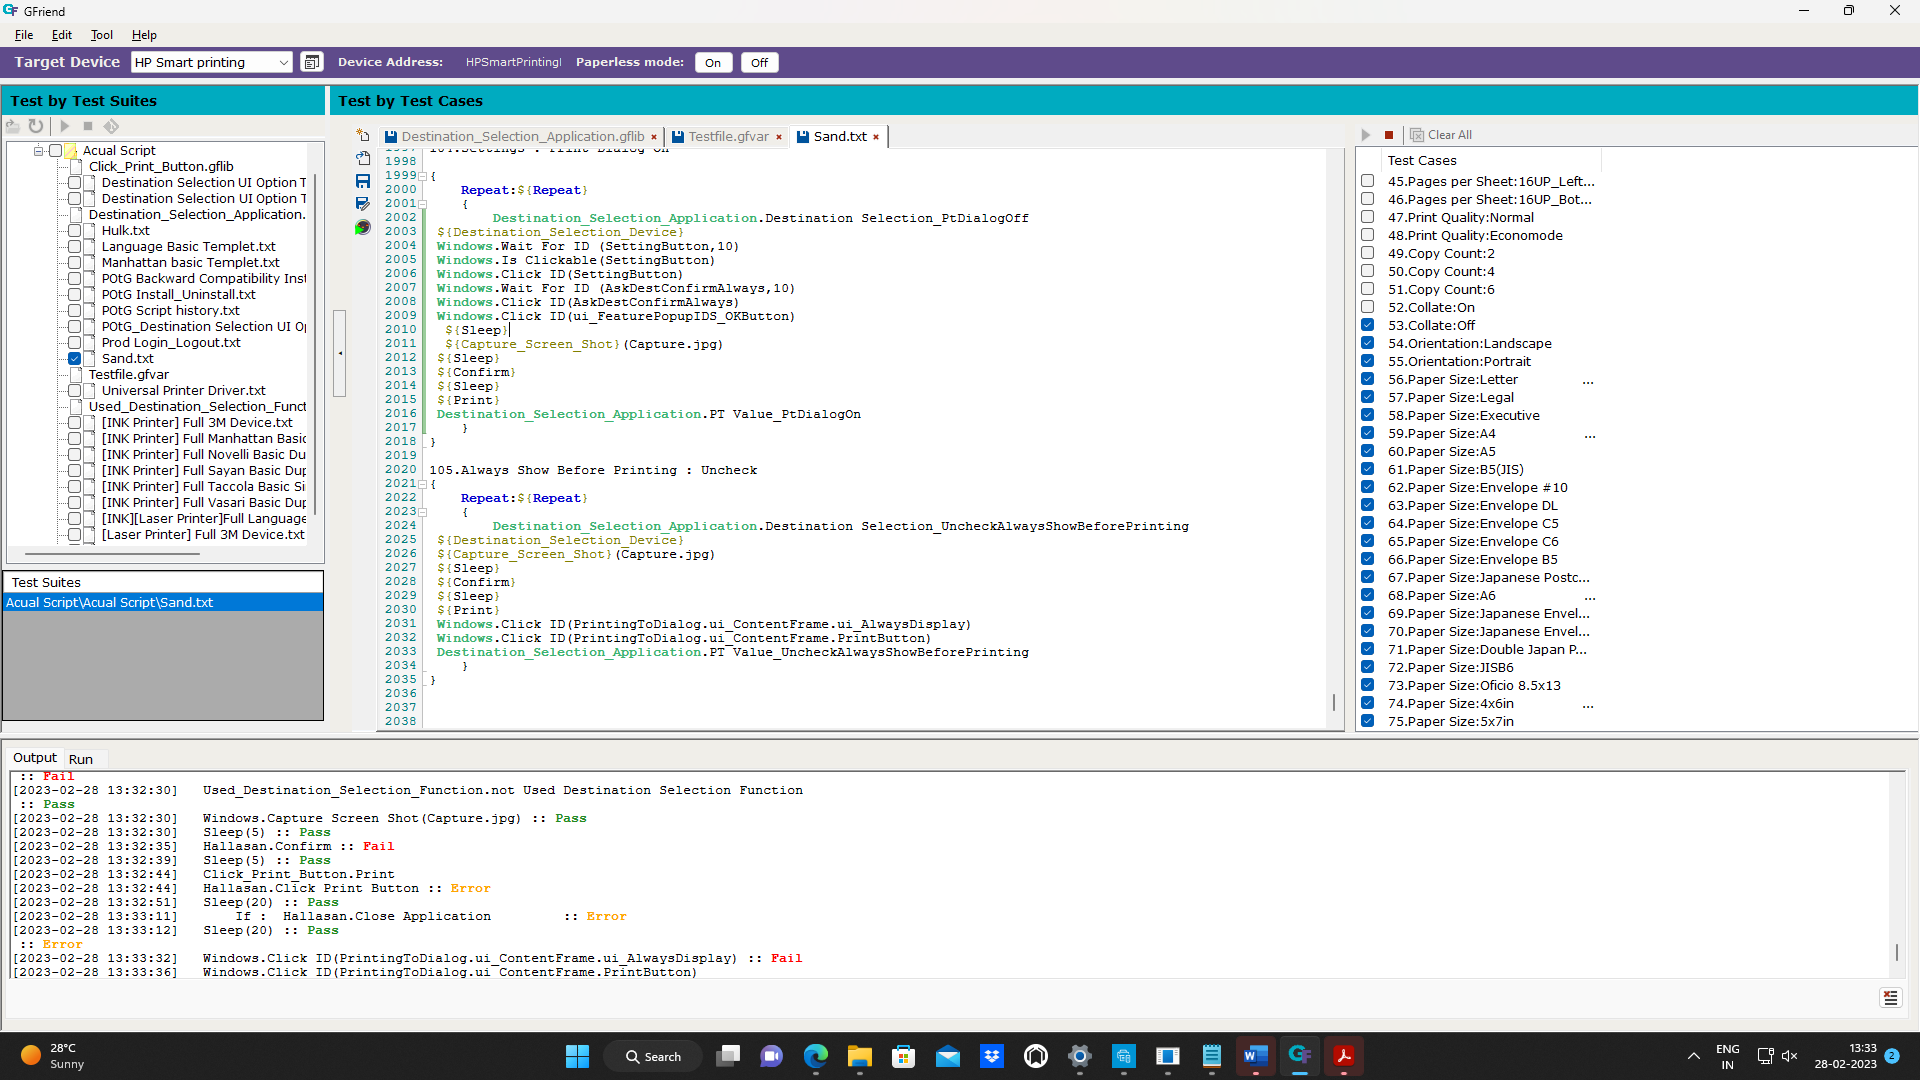 GFriend
File Edit Tool Help
Target Device HP Smart printing Device Address: HPSmartPrinting Paperless mode: On Off
Test by Test Suites
Test by Test Cases
Acual Script
Click_Print_Button.gflib
Destination Selection UI Option T
Destination Selection UI Option T
Destination_Selection_Application.
Hulk.txt
Language Basic Templet.txt
Manhattan basic Templet.txt
POtG Backward Compatibility Inst
POtG Install_Uninstall.txt
POtG Script history.txt
POtG_Destination Selection UI O
Prod Login_Logout.txt
Sand.txt
Testfile.gfvar
Universal Printer Driver.txt
Used_Destination_Selection_Funct
[INK Printer] Full 3M Device.txt
[INK Printer] Full Manhattan Basic
[INK Printer] Full Novelli Basic Du
[INK Printer] Full Sayan Basic Dup
[INK Printer] Full Taccola Basic Si
[INK Printer] Full Vasari Basic Dup
[INK][Laser Printer]Full Language
[Laser Printer] Full 3M Device.txt
Test Suites
Acual Script\Acual Script\Sand.txt
Destination_Selection_Application.gflib × Testfile.gfvar × Sand.txt ×
1997 104.Settings : Print Dialog On
1998
1999 {
2000 Repeat:${Repeat}
2001 {
2002 Destination_Selection_Application.Destination Selection_PtDialogOff
2003 ${Destination_Selection_Device}
2004 Windows.Wait For ID (SettingButton,10)
2005 Windows.Is Clickable(SettingButton)
2006 Windows.Click ID(SettingButton)
2007 Windows.Wait For ID (AskDestConfirmAlways,10)
2008 Windows.Click ID(AskDestConfirmAlways)
2009 Windows.Click ID(ui_FeaturePopupIDS_OKButton)
2010 ${Sleep}
2011 ${Capture_Screen_Shot}(Capture.jpg)
2012 ${Sleep}
2013 ${Confirm}
2014 ${Sleep}
2015 ${Print}
2016 Destination_Selection_Application.PT Value_PtDialogOn
2017 }
2018 }
2019
2020 105.Always Show Before Printing : Uncheck
2021 {
2022 Repeat:${Repeat}
2023 {
2024 Destination_Selection_Application.Destination Selection_UncheckAlwaysShowBeforePrinting
2025 ${Destination_Selection_Device}
2026 ${Capture_Screen_Shot}(Capture.jpg)
2027 ${Sleep}
2028 ${Confirm}
2029 ${Sleep}
2030 ${Print}
2031 Windows.Click ID(PrintingToDialog.ui_ContentFrame.ui_AlwaysDisplay)
2032 Windows.Click ID(PrintingToDialog.ui_ContentFrame.PrintButton)
2033 Destination_Selection_Application.PT Value_UncheckAlwaysShowBeforePrinting
2034 }
2035 }
2036
2037
2038
Clear All
Test Cases
45.Pages per Sheet:16UP_Left...
46.Pages per Sheet:16UP_Bot...
47.Print Quality:Normal
48.Print Quality:Economode
49.Copy Count:2
50.Copy Count:4
51.Copy Count:6
52.Collate:On
53.Collate:Off
54.Orientation:Landscape
55.Orientation:Portrait
56.Paper Size:Letter ...
57.Paper Size:Legal
58.Paper Size:Executive
59.Paper Size:A4 ...
60.Paper Size:A5
61.Paper Size:B5(JIS)
62.Paper Size:Envelope #10
63.Paper Size:Envelope DL
64.Paper Size:Envelope C5
65.Paper Size:Envelope C6
66.Paper Size:Envelope B5
67.Paper Size:Japanese Postc...
68.Paper Size:A6 ...
69.Paper Size:Japanese Envel...
70.Paper Size:Japanese Envel...
71.Paper Size:Double Japan P...
72.Paper Size:JISB6
73.Paper Size:Oficio 8.5x13
74.Paper Size:4x6in ...
75.Paper Size:5x7in
Output Run
:: Fail
[2023-02-28 13:32:30] Used_Destination_Selection_Function.not Used Destination Selection Function
:: Pass
[2023-02-28 13:32:30] Windows.Capture Screen Shot(Capture.jpg) :: Pass
[2023-02-28 13:32:30] Sleep(5) :: Pass
[2023-02-28 13:32:35] Hallasan.Confirm :: Fail
[2023-02-28 13:32:39] Sleep(5) :: Pass
[2023-02-28 13:32:44] Click_Print_Button.Print
[2023-02-28 13:32:44] Hallasan.Click Print Button :: Error
[2023-02-28 13:32:51] Sleep(20) :: Pass
[2023-02-28 13:33:11] If : Hallasan.Close Application :: Error
[2023-02-28 13:33:12] Sleep(20) :: Pass
:: Error
[2023-02-28 13:33:32] Windows.Click ID(PrintingToDialog.ui_ContentFrame.ui_AlwaysDisplay) :: Fail
[2023-02-28 13:33:36] Windows.Click ID(PrintingToDialog.ui_ContentFrame.PrintButton)
28°C
Sunny
Search
ENG
IN
13:33
28-02-2023
2